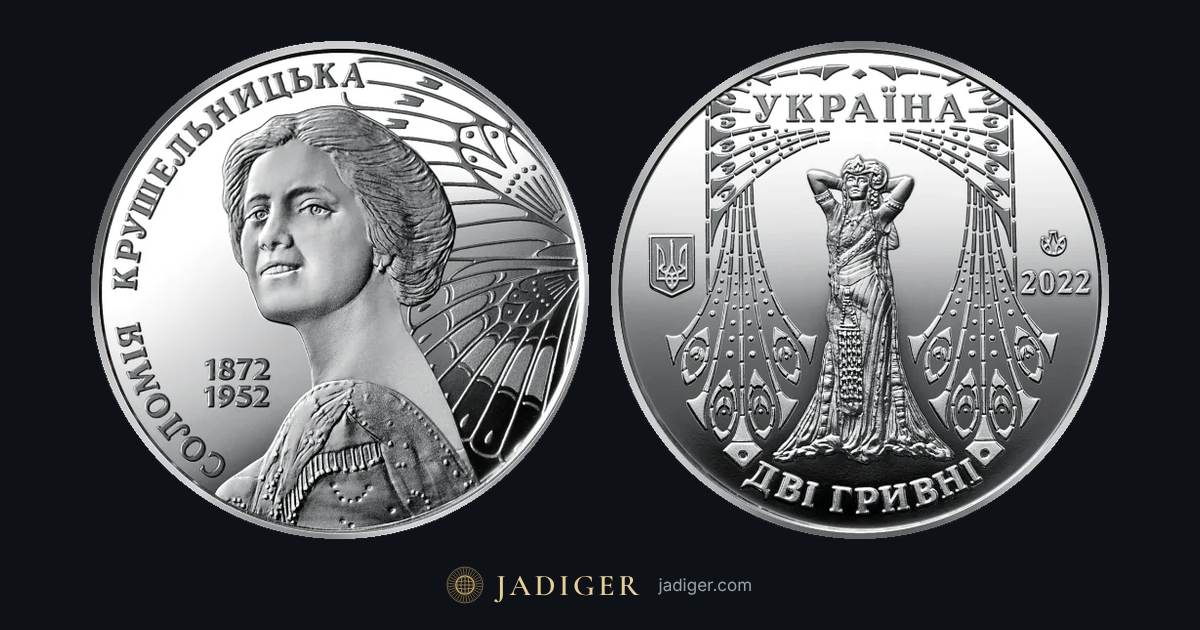 СОЛОМІЯ КРУШЕЛЬНИЦЬКА
1872
1952
УКРАЇНА
2022
ДВІ ГРИВНІ
JADIGER jadiger.com